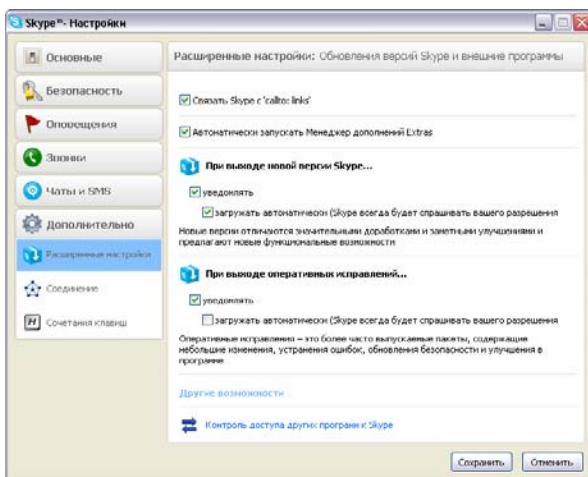 Skype™- Настройки
Основные
Безопасность
Оповещения
Звонки
Чаты и SMS
Дополнительно
Расширенные настройки
Соединение
Сочетания клавиш
Расширенные настройки: Обновления версий Skype и внешние программы
Связать Skype с 'callto: links'
Автоматически запускать Менеджер дополнений Extras
При выходе новой версии Skype...
уведомлять
загружать автоматически (Skype всегда будет спрашивать вашего разрешения
Новые версии отличаются значительными доработками и заметными улучшениями и
предлагают новые функциональные возможности
При выходе оперативных исправлений...
уведомлять
загружать автоматически (Skype всегда будет спрашивать вашего разрешения
Оперативные исправления – это более часто выпускаемые пакеты, содержащие
небольшие изменения, устранения ошибок, обновления безопасности и улучшения в
программе
Другие возможности
Контроль доступа других программ к Skype
Сохранить
Отменить